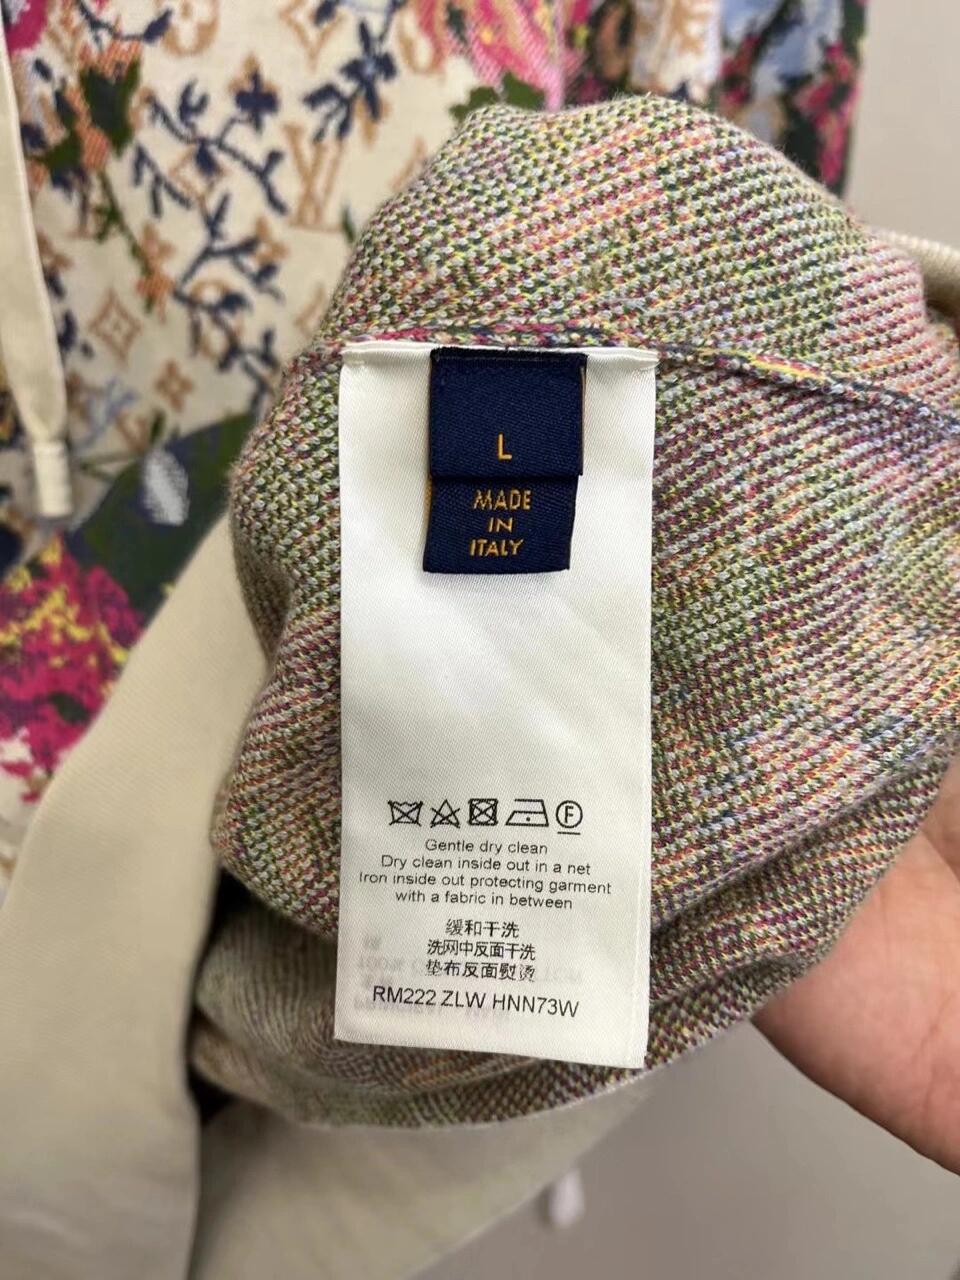 L
MADE
IN
ITALY
F
Gentle dry clean
Dry clean inside out in a net
Iron inside out protecting garment
with a fabric in between
缓和干洗
洗网中反面干洗
垫布反面熨烫
RM222 ZLW HNN73W